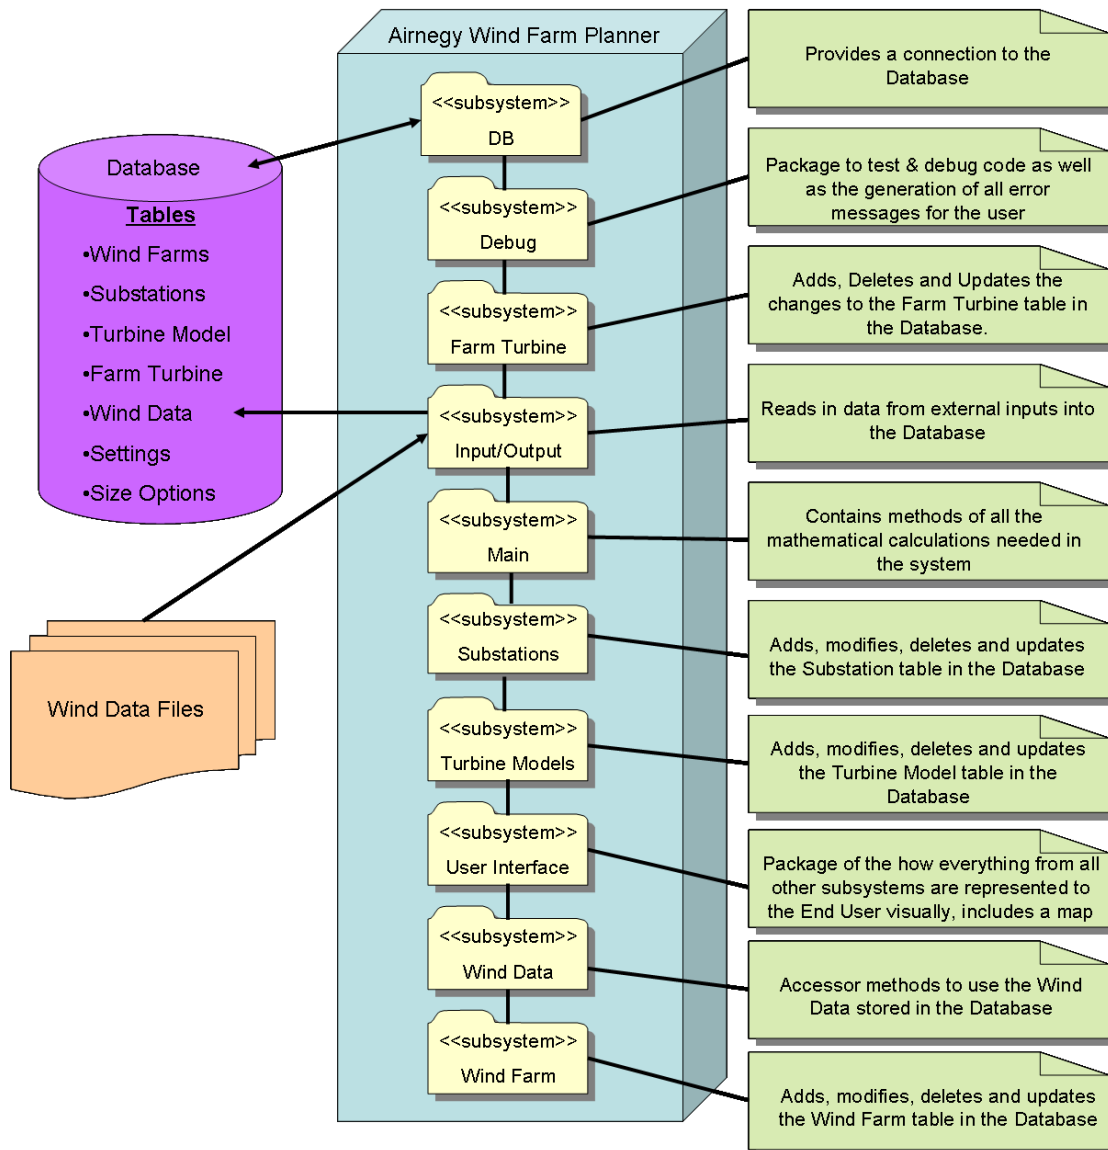 Airnegy Wind Farm Planner
<<subsystem>>
DB
<<subsystem>>
Debug
<<subsystem>>
Farm Turbine
<<subsystem>>
Input/Output
<<subsystem>>
Main
<<subsystem>>
Substations
<<subsystem>>
Turbine Models
<<subsystem>>
User Interface
<<subsystem>>
Wind Data
<<subsystem>>
Wind Farm
Database
Tables
•Wind Farms
•Substations
•Turbine Model
•Farm Turbine
•Wind Data
•Settings
•Size Options
Wind Data Files
Provides a connection to the
Database
Package to test & debug code as well
as the generation of all error
messages for the user
Adds, Deletes and Updates the
changes to the Farm Turbine table in
the Database.
Reads in data from external inputs into
the Database
Contains methods of all the
mathematical calculations needed in
the system
Adds, modifies, deletes and updates
the Substation table in the Database
Adds, modifies, deletes and updates
the Turbine Model table in the
Database
Package of the how everything from all
other subsystems are represented to
the End User visually, includes a map
Accessor methods to use the Wind
Data stored in the Database
Adds, modifies, deletes and updates
the Wind Farm table in the Database